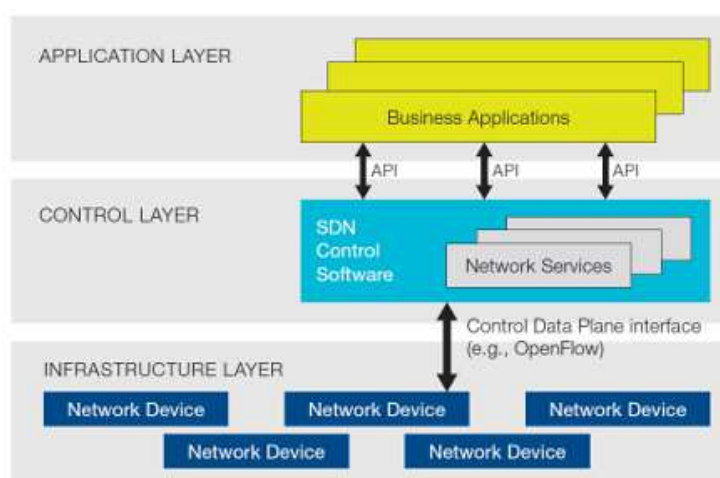 APPLICATION LAYER
Business Applications
API
API
API
CONTROL LAYER
SDN
Control
Software
Network Services
Control Data Plane interface
(e.g., OpenFlow)
INFRASTRUCTURE LAYER
Network Device
Network Device
Network Device
Network Device
Network Device